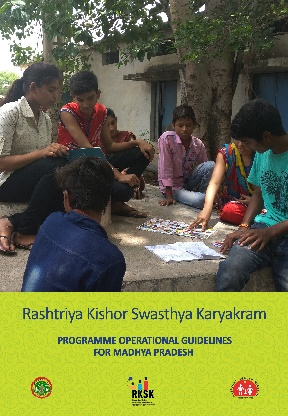 Rashtriya Kishor Swasthya Karyakram
PROGRAMME OPERATIONAL GUIDELINES
FOR MADHYA PRADESH
RKSK